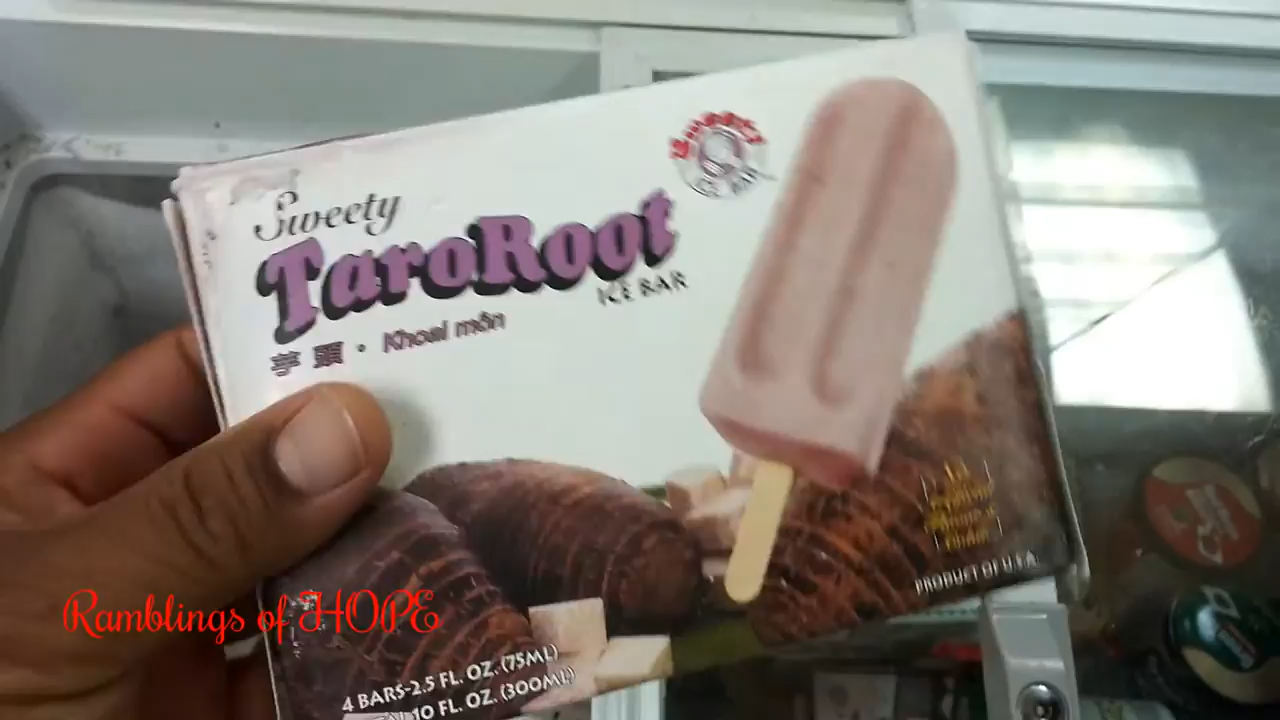 Sweety
TaroRoot
ICE BAR
芋頭 • Khoai môn
PRODUCT OF U.S.A.
4 BARS-2.5 FL. OZ. (75ML)
10 FL. OZ. (300ML)
Ramblings of HOPE